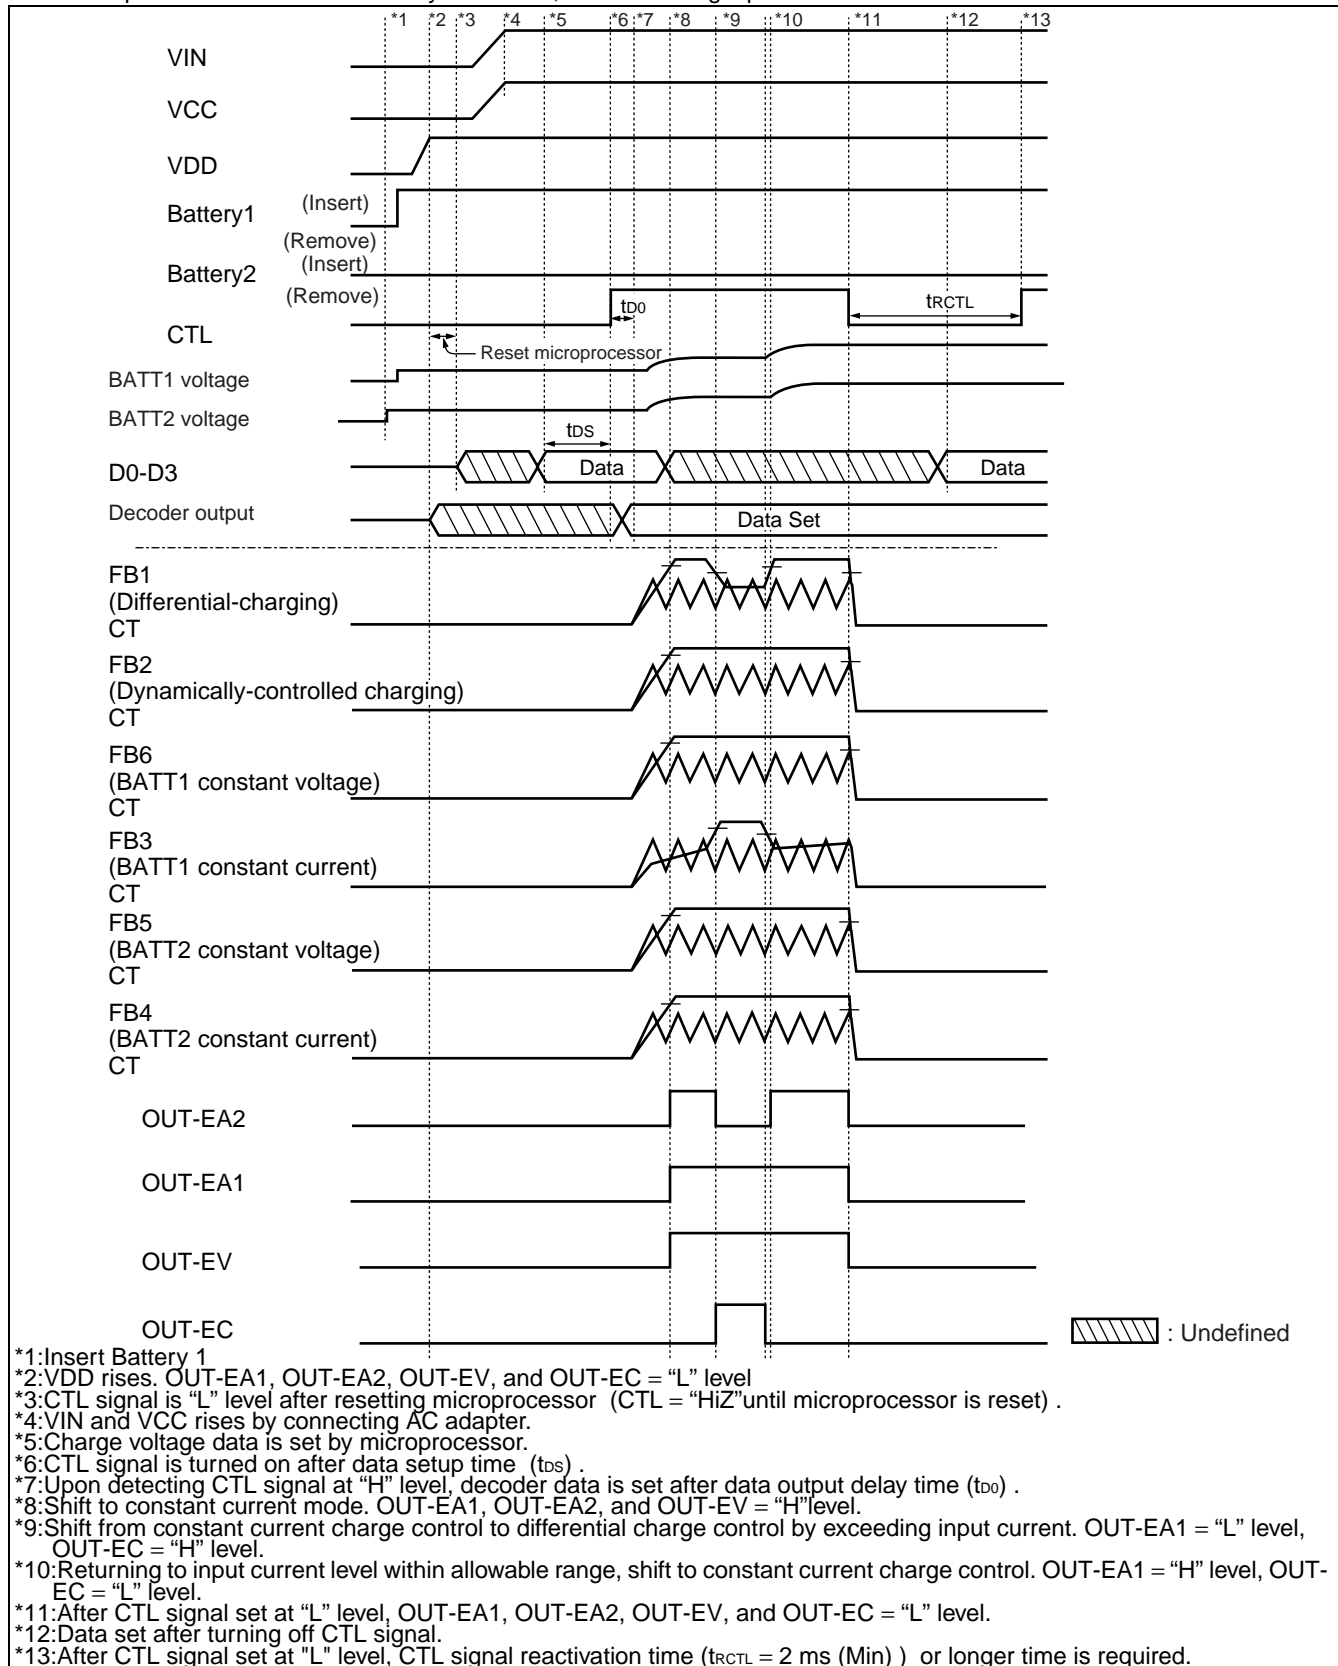 *1 *2 *3 *4 *5 *6 *7 *8 *9 *10 *11 *12 *13
VIN
VCC
VDD
Battery1 (Insert)
(Remove)
Battery2 (Insert)
(Remove)
tD0
tRCTL
CTL
Reset microprocessor
BATT1 voltage
BATT2 voltage
tDS
D0-D3 Data Data
Decoder output Data Set
FB1
(Differential-charging)
CT
FB2
(Dynamically-controlled charging)
CT
FB6
(BATT1 constant voltage)
CT
FB3
(BATT1 constant current)
CT
FB5
(BATT2 constant voltage)
CT
FB4
(BATT2 constant current)
CT
OUT-EA2
OUT-EA1
OUT-EV
OUT-EC
: Undefined
*1:Insert Battery 1
*2:VDD rises. OUT-EA1, OUT-EA2, OUT-EV, and OUT-EC = “L” level
*3:CTL signal is “L” level after resetting microprocessor (CTL = “HiZ”until microprocessor is reset) .
*4:VIN and VCC rises by connecting AC adapter.
*5:Charge voltage data is set by microprocessor.
*6:CTL signal is turned on after data setup time (tDS) .
*7:Upon detecting CTL signal at “H” level, decoder data is set after data output delay time (tD0) .
*8:Shift to constant current mode. OUT-EA1, OUT-EA2, and OUT-EV = “H”level.
*9:Shift from constant current charge control to differential charge control by exceeding input current. OUT-EA1 = “L” level,
OUT-EC = “H” level.
*10:Returning to input current level within allowable range, shift to constant current charge control. OUT-EA1 = “H” level, OUT-
EC = “L” level.
*11:After CTL signal set at “L” level, OUT-EA1, OUT-EA2, OUT-EV, and OUT-EC = “L” level.
*12:Data set after turning off CTL signal.
*13:After CTL signal set at "L" level, CTL signal reactivation time (tRCTL = 2 ms (Min) ) or longer time is required.